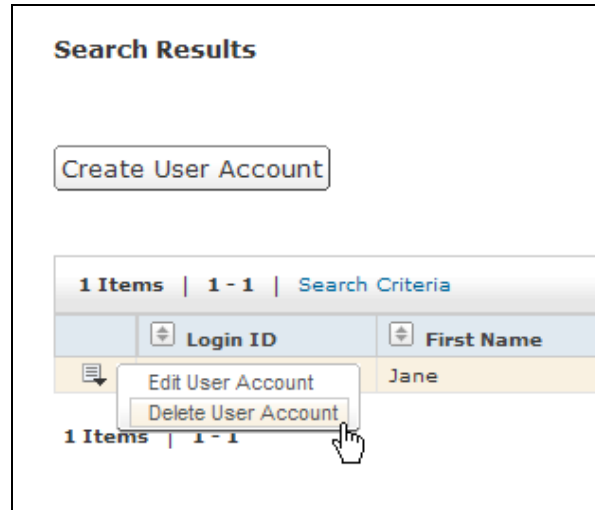 Search Results
Create User Account
1 Items | 1 - 1 | Search Criteria
Login ID First Name
Edit User Account Jane
Delete User Account
1 Items | 1 - 1